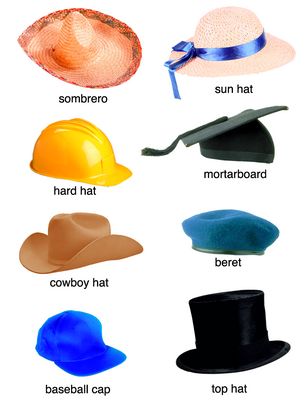 sombrero
sun hat
hard hat
mortarboard
cowboy hat
beret
baseball cap
top hat